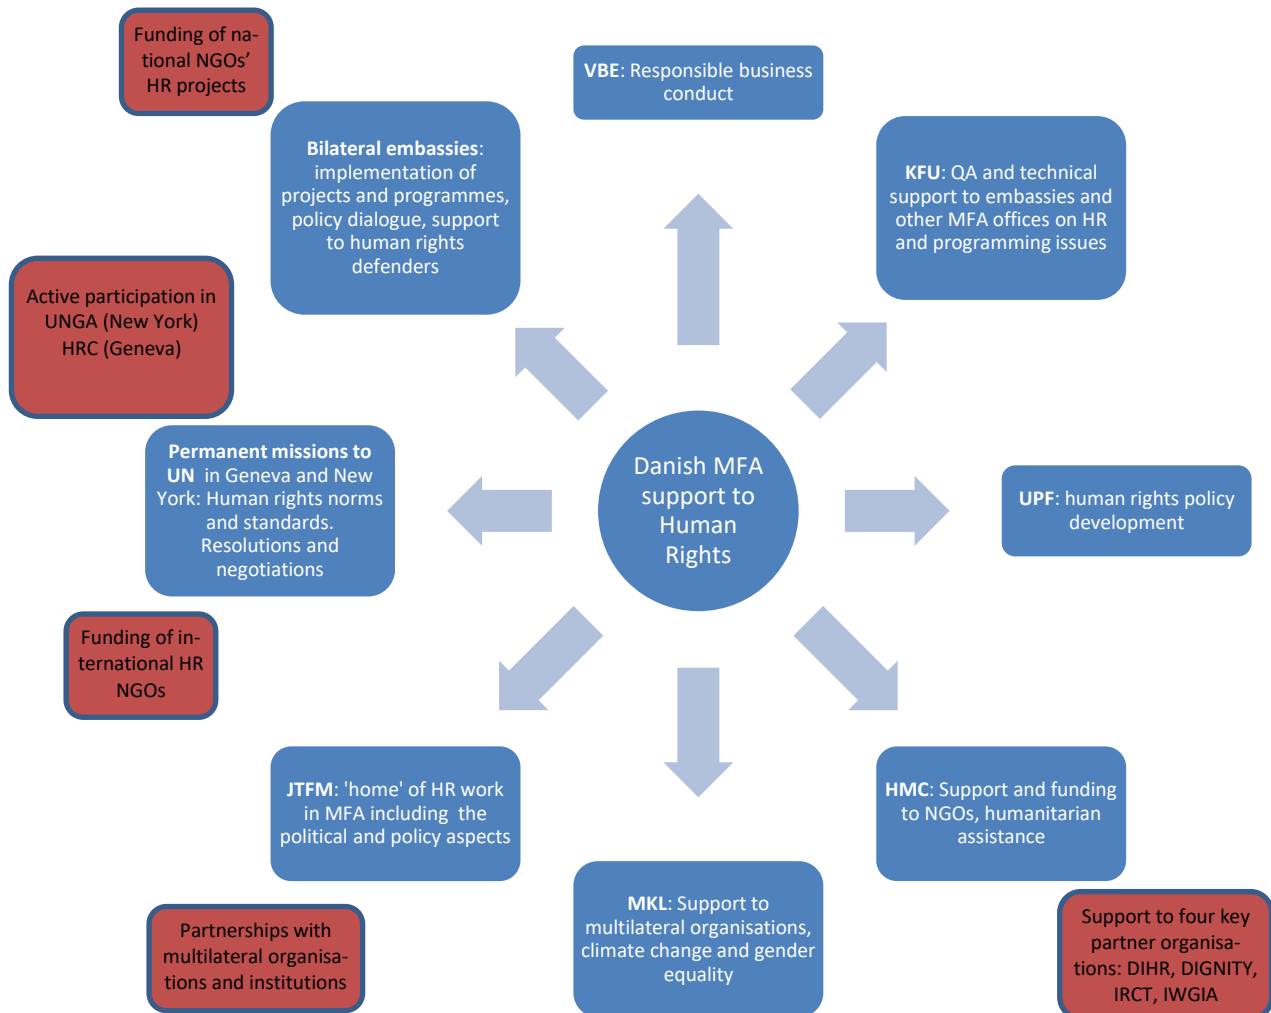 Funding of na-
tional NGOs'
HR projects
VBE: Responsible business
conduct
Bilateral embassies:
implementation of
projects and programmes,
policy dialogue, support
to human rights
defenders
KFU: QA and technical
support to embassies and
other MFA offices on HR
and programming issues
Active participation in
UNGA (New York)
HRC (Geneva)
Permanent missions to
UN in Geneva and New
York: Human rights norms
and standards.
Resolutions and
negotiations
Danish MFA
support to
Human
Rights
UPF: human rights policy
development
Funding of in-
ternational HR
NGOs
JTFM: 'home' of HR work
in MFA including the
political and policy aspects
HMC: Support and funding
to NGOs, humanitarian
assistance
MKL: Support to
multilateral organisations,
climate change and gender
equality
Partnerships with
multilateral organisa-
tions and institutions
Support to four key
partner organisa-
tions: DIHR, DIGNITY,
IRCT, IWGIA